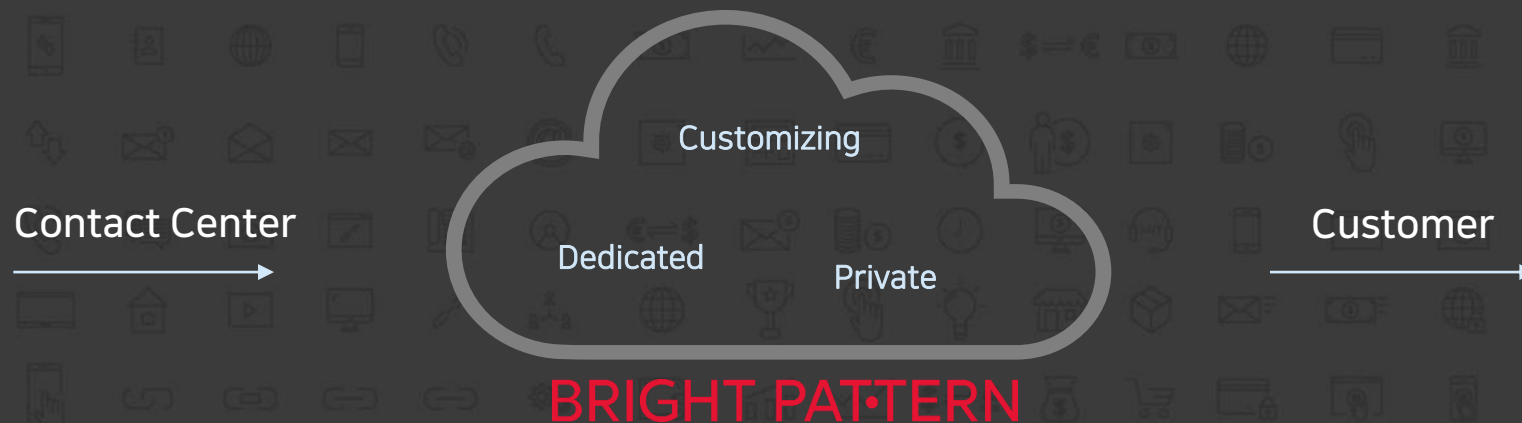 Customizing
Contact Center
Customer
Dedicated
Private
BRIGHT PAT•TERN